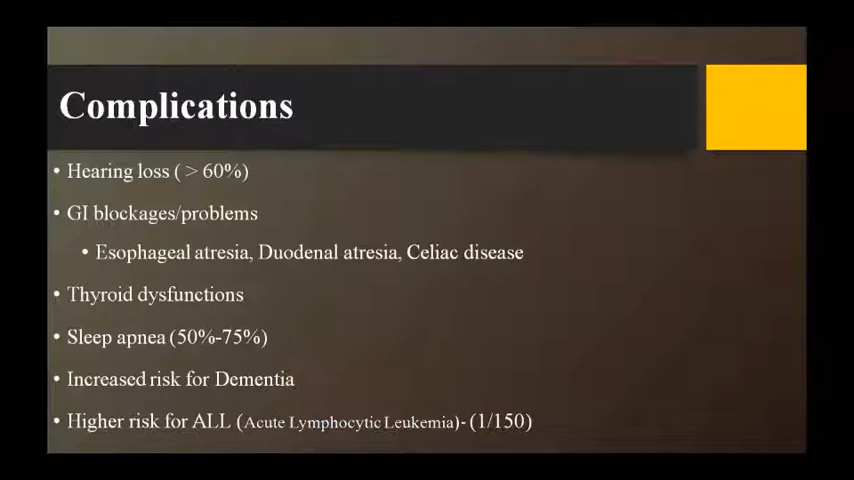 Complications
• Hearing loss ( > 60%)
• GI blockages/problems
• Esophageal atresia, Duodenal atresia, Celiac disease
• Thyroid dysfunctions
• Sleep apnea (50%-75%)
• Increased risk for Dementia
• Higher risk for ALL (Acute Lymphocytic Leukemia)- (1/150)